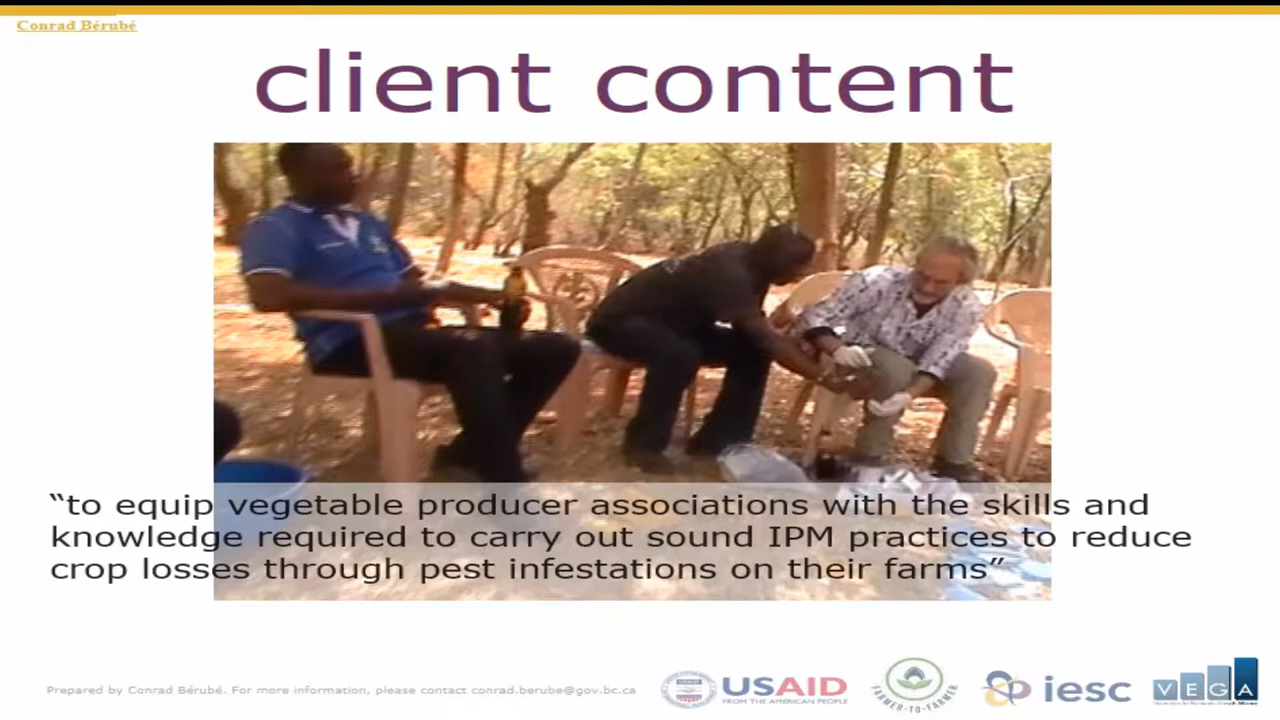 Conrad Bérubé
client content
“to equip vegetable producer associations with the skills and
knowledge required to carry out sound IPM practices to reduce
crop losses through pest infestations on their farms”
Prepared by Conrad Bérubé. For more information, please contact conrad.berube@gov.bc.ca
USAID
FROM THE AMERICAN PEOPLE
FARMER-TO-FARMER
iesc
VEGA